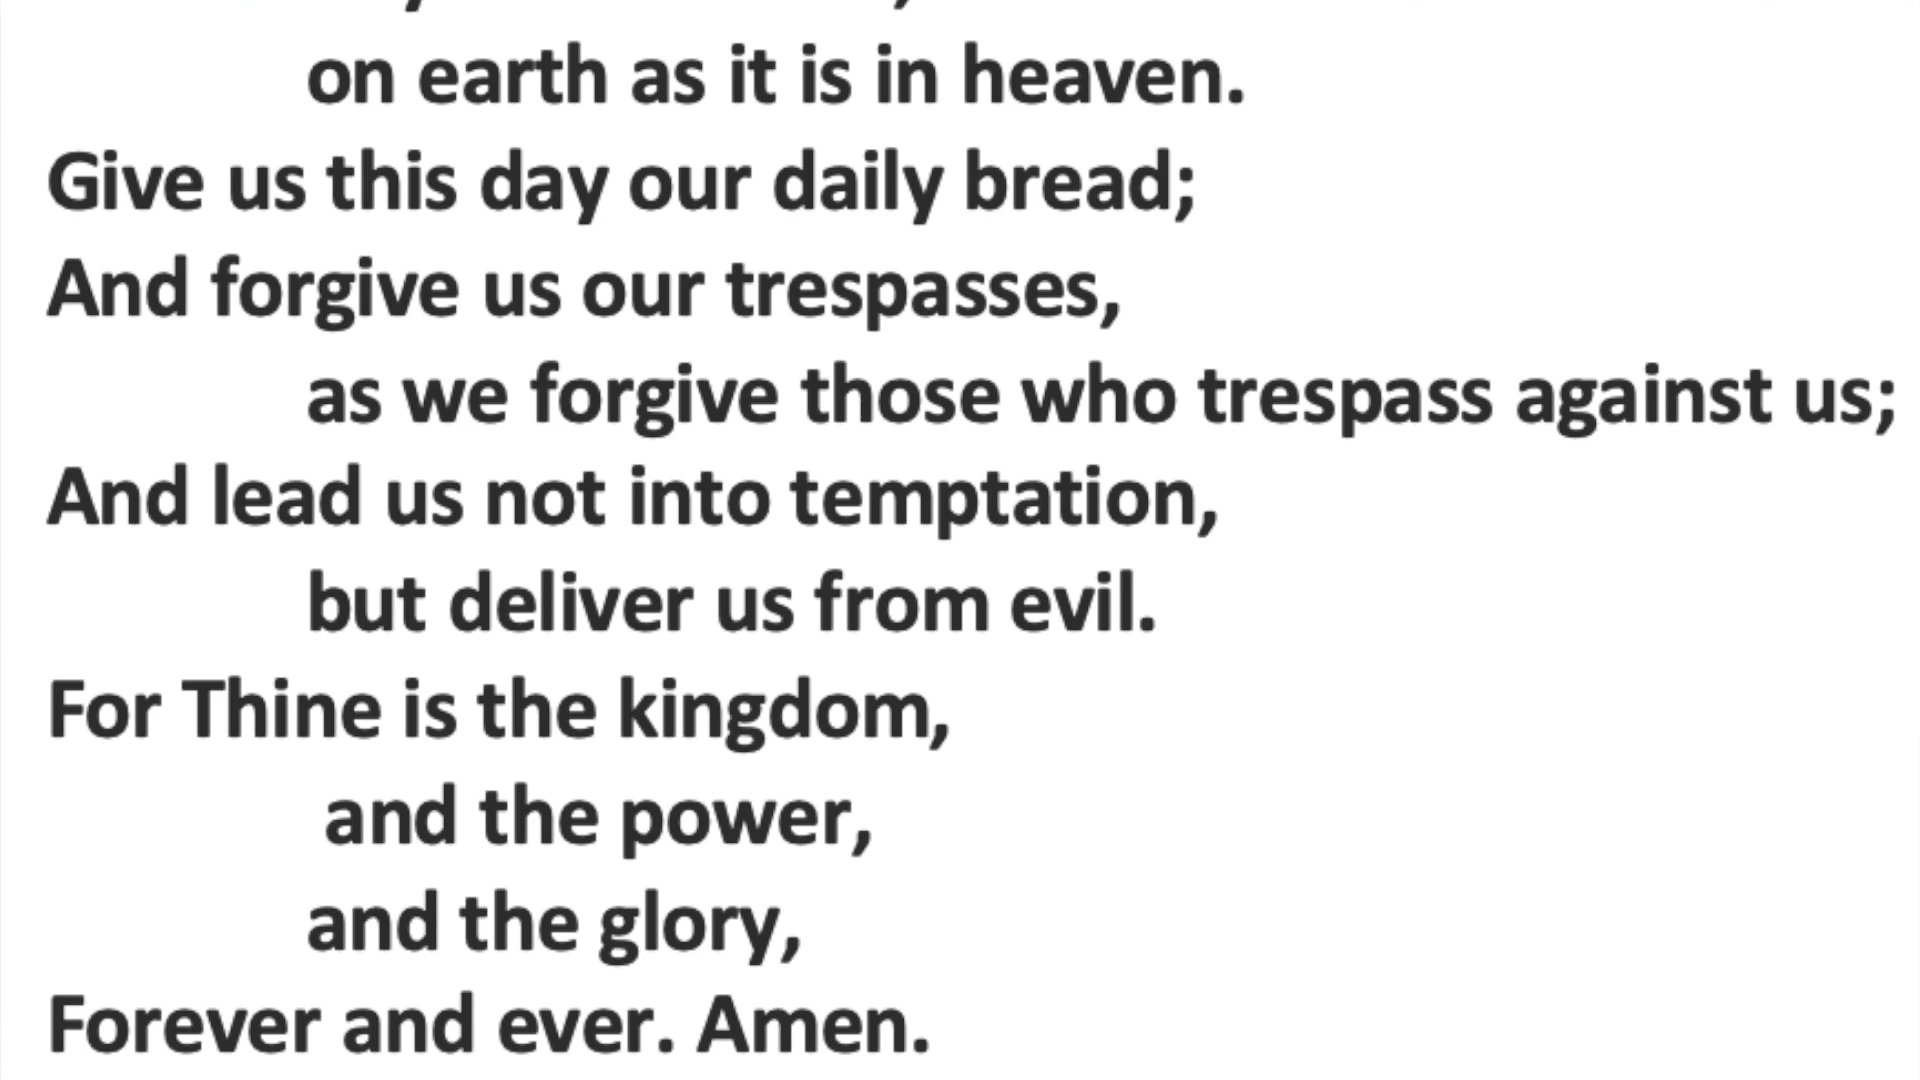 on earth as it is in heaven.
Give us this day our daily bread;
And forgive us our trespasses,
as we forgive those who trespass against us;
And lead us not into temptation,
but deliver us from evil.
For Thine is the kingdom,
and the power,
and the glory,
Forever and ever. Amen.